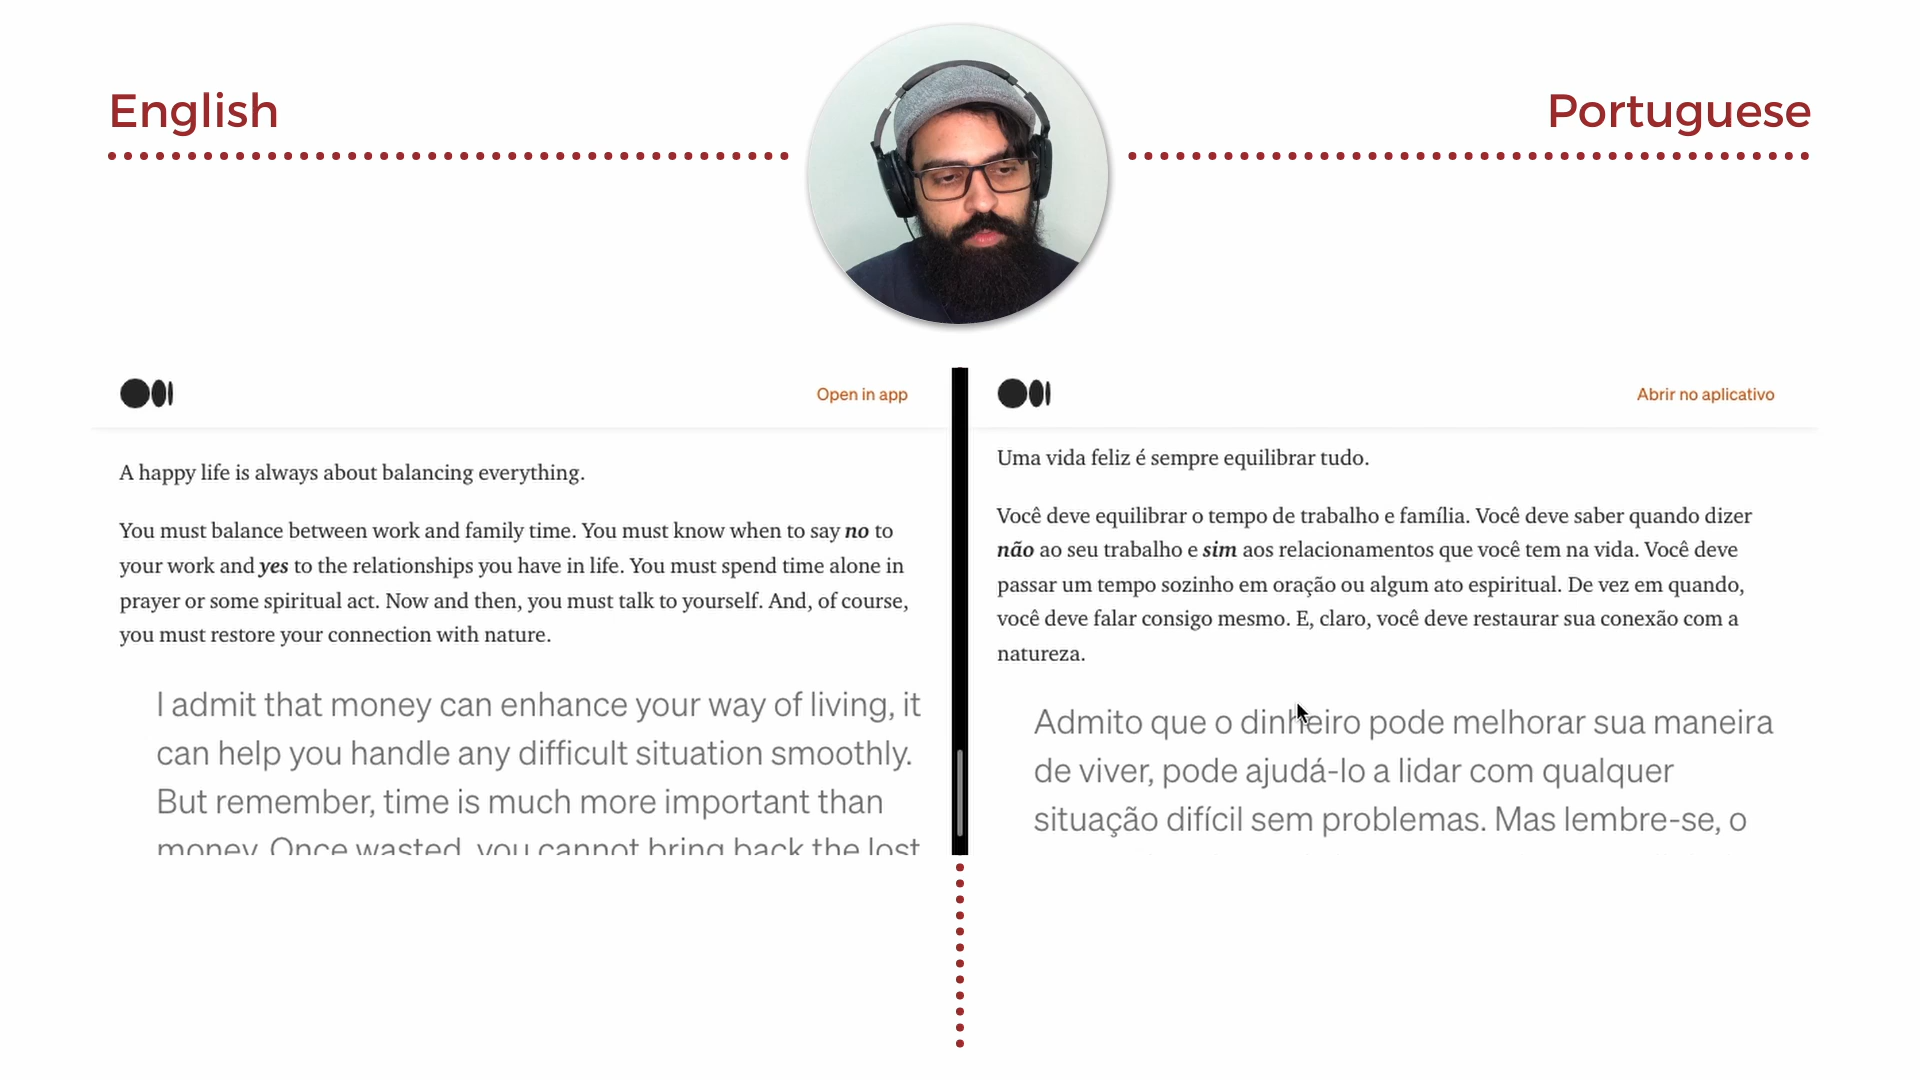 English
Portuguese
Open in app
A happy life is always about balancing everything.
You must balance between work and family time. You must know when to say no to
your work and yes to the relationships you have in life. You must spend time alone in
prayer or some spiritual act. Now and then, you must talk to yourself. And, of course,
you must restore your connection with nature.
I admit that money can enhance your way of living, it
can help you handle any difficult situation smoothly.
But remember, time is much more important than
money. Once wasted, you cannot bring back the lost
Abrir no aplicativo
Uma vida feliz é sempre equilibrar tudo.
Você deve equilibrar o tempo de trabalho e família. Você deve saber quando dizer
não ao seu trabalho e sim aos relacionamentos que você tem na vida. Você deve
passar um tempo sozinho em oração ou algum ato espiritual. De vez em quando,
você deve falar consigo mesmo. E, claro, você deve restaurar sua conexão com a
natureza.
Admito que o dinheiro pode melhorar sua maneira
de viver, pode ajudá-lo a lidar com qualquer
situação difícil sem problemas. Mas lembre-se, o